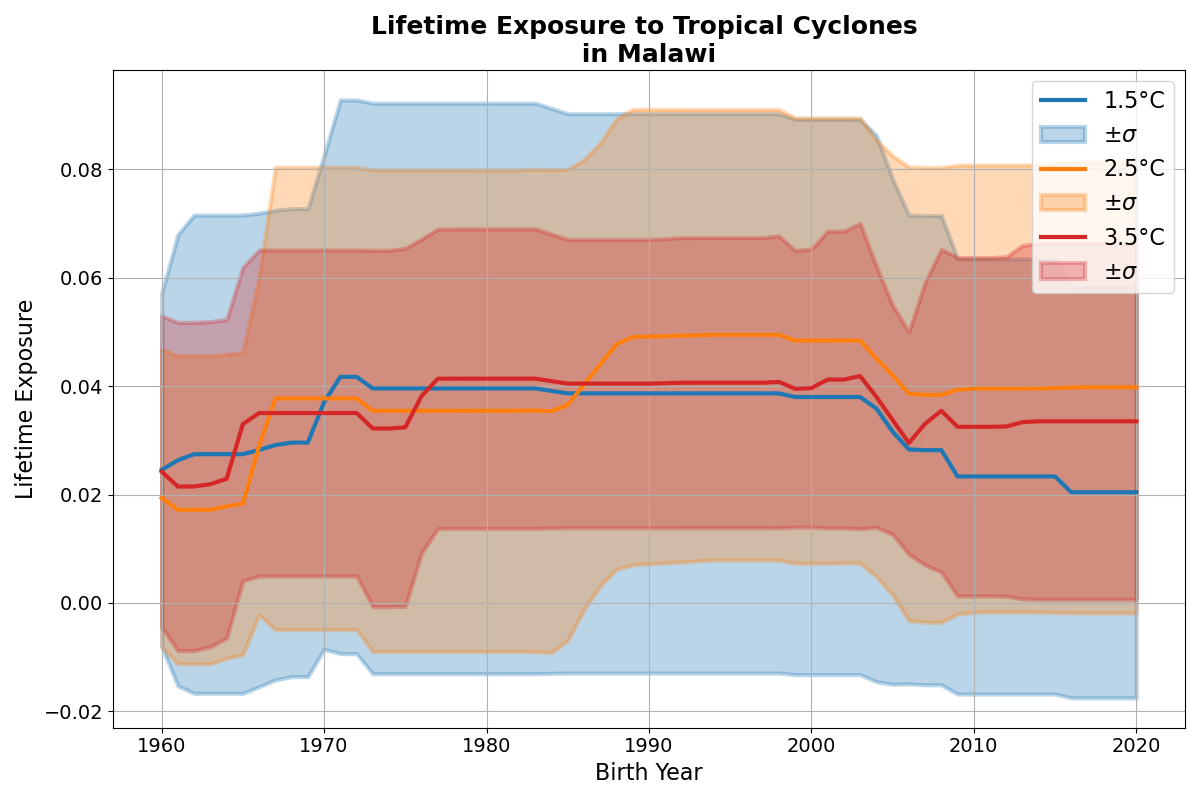 Lifetime Exposure to Tropical Cyclones
in Malawi
1.5°C
±σ
2.5°C
±σ
3.5°C
±σ
Lifetime Exposure
0.08
0.06
0.04
0.02
0.00
−0.02
1960
1970
1980
1990
2000
2010
2020
Birth Year